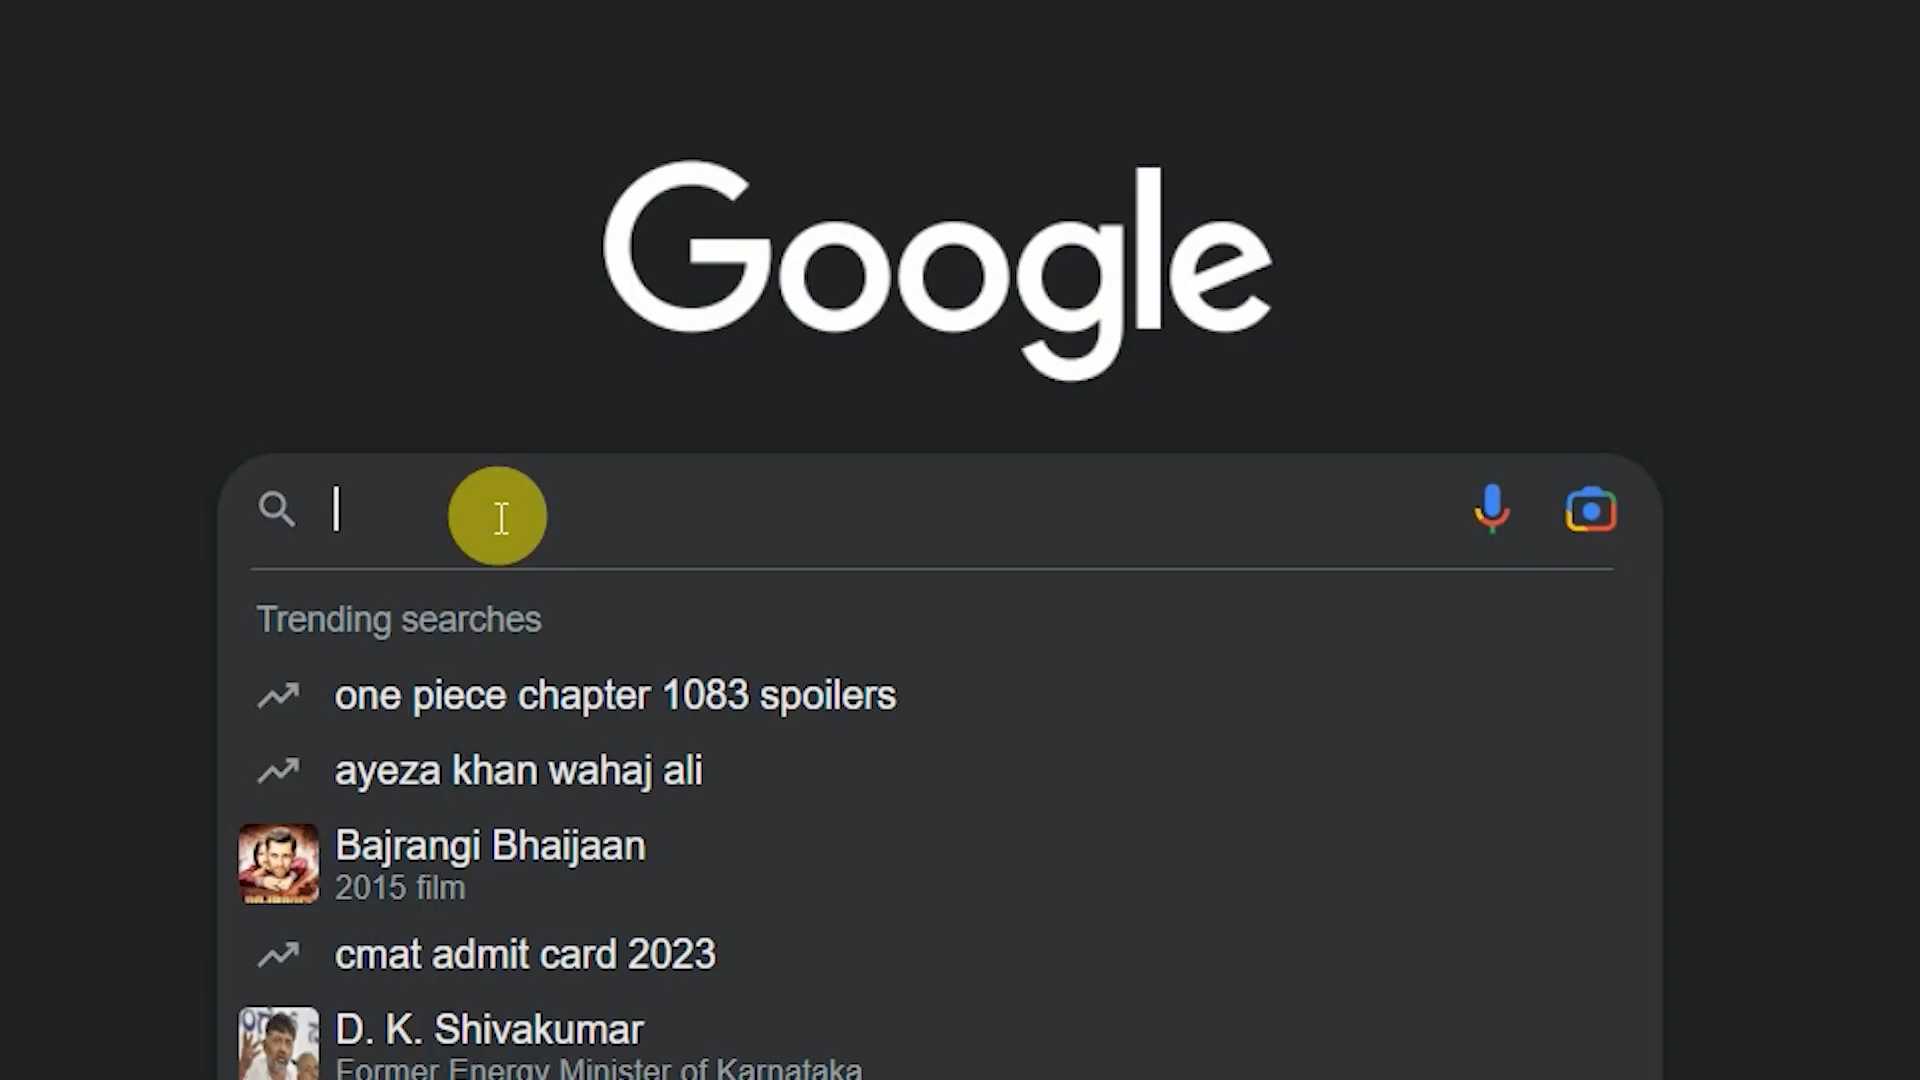 Google
Trending searches
one piece chapter 1083 spoilers
ayeza khan wahaj ali
Bajrangi Bhaijaan
2015 film
cmat admit card 2023
D. K. Shivakumar
Former Energy Minister of Karnataka